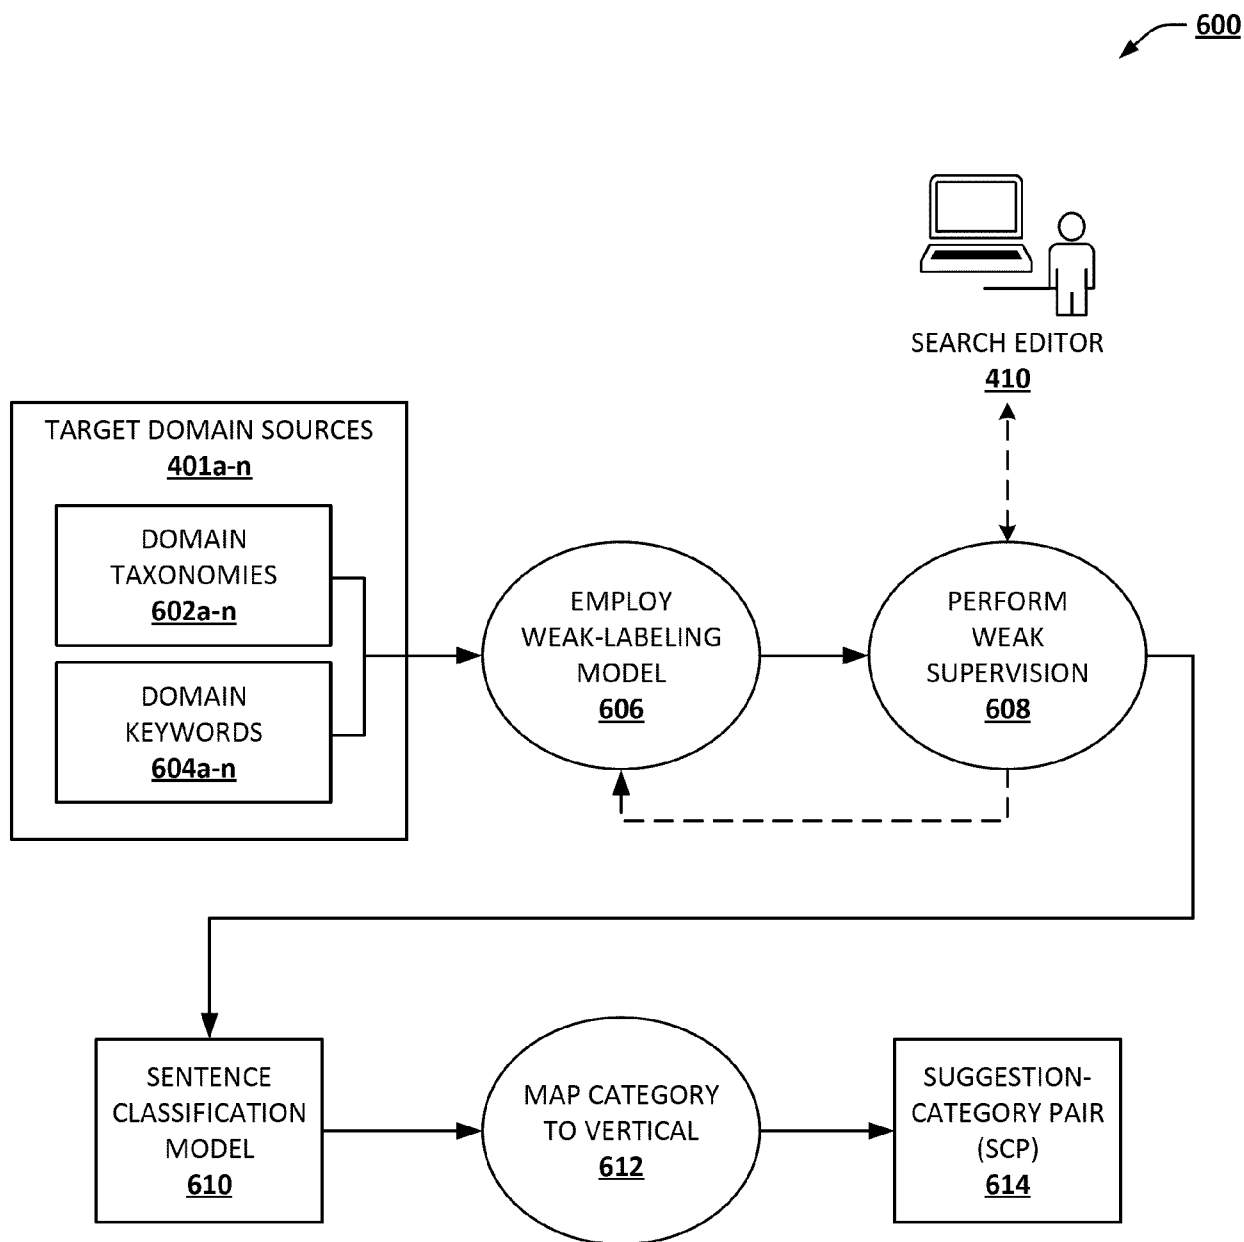 600
SEARCH EDITOR
410
TARGET DOMAIN SOURCES
401a-n
DOMAIN
TAXONOMIES
602a-n
DOMAIN
KEYWORDS
604a-n
EMPLOY
WEAK-LABELING
MODEL
606
PERFORM
WEAK
SUPERVISION
608
SENTENCE
CLASSIFICATION
MODEL
610
MAP CATEGORY
TO VERTICAL
612
SUGGESTION-
CATEGORY PAIR
(SCP)
614